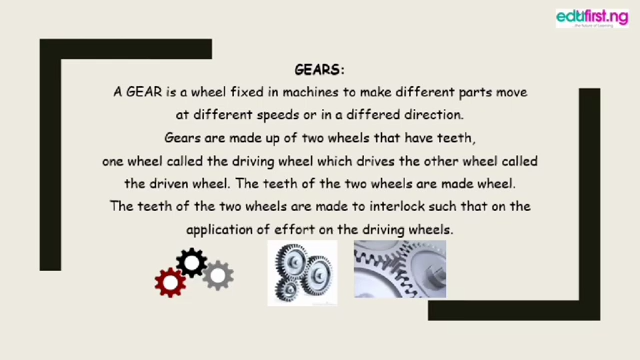 edufirst.ng
the future of Learning
GEARS:
A GEAR is a wheel fixed in machines to make different parts move
at different speeds or in a differed direction.
Gears are made up of two wheels that have teeth,
one wheel called the driving wheel which drives the other wheel called
the driven wheel. The teeth of the two wheels are made wheel.
The teeth of the two wheels are made to interlock such that on the
application of effort on the driving wheels.